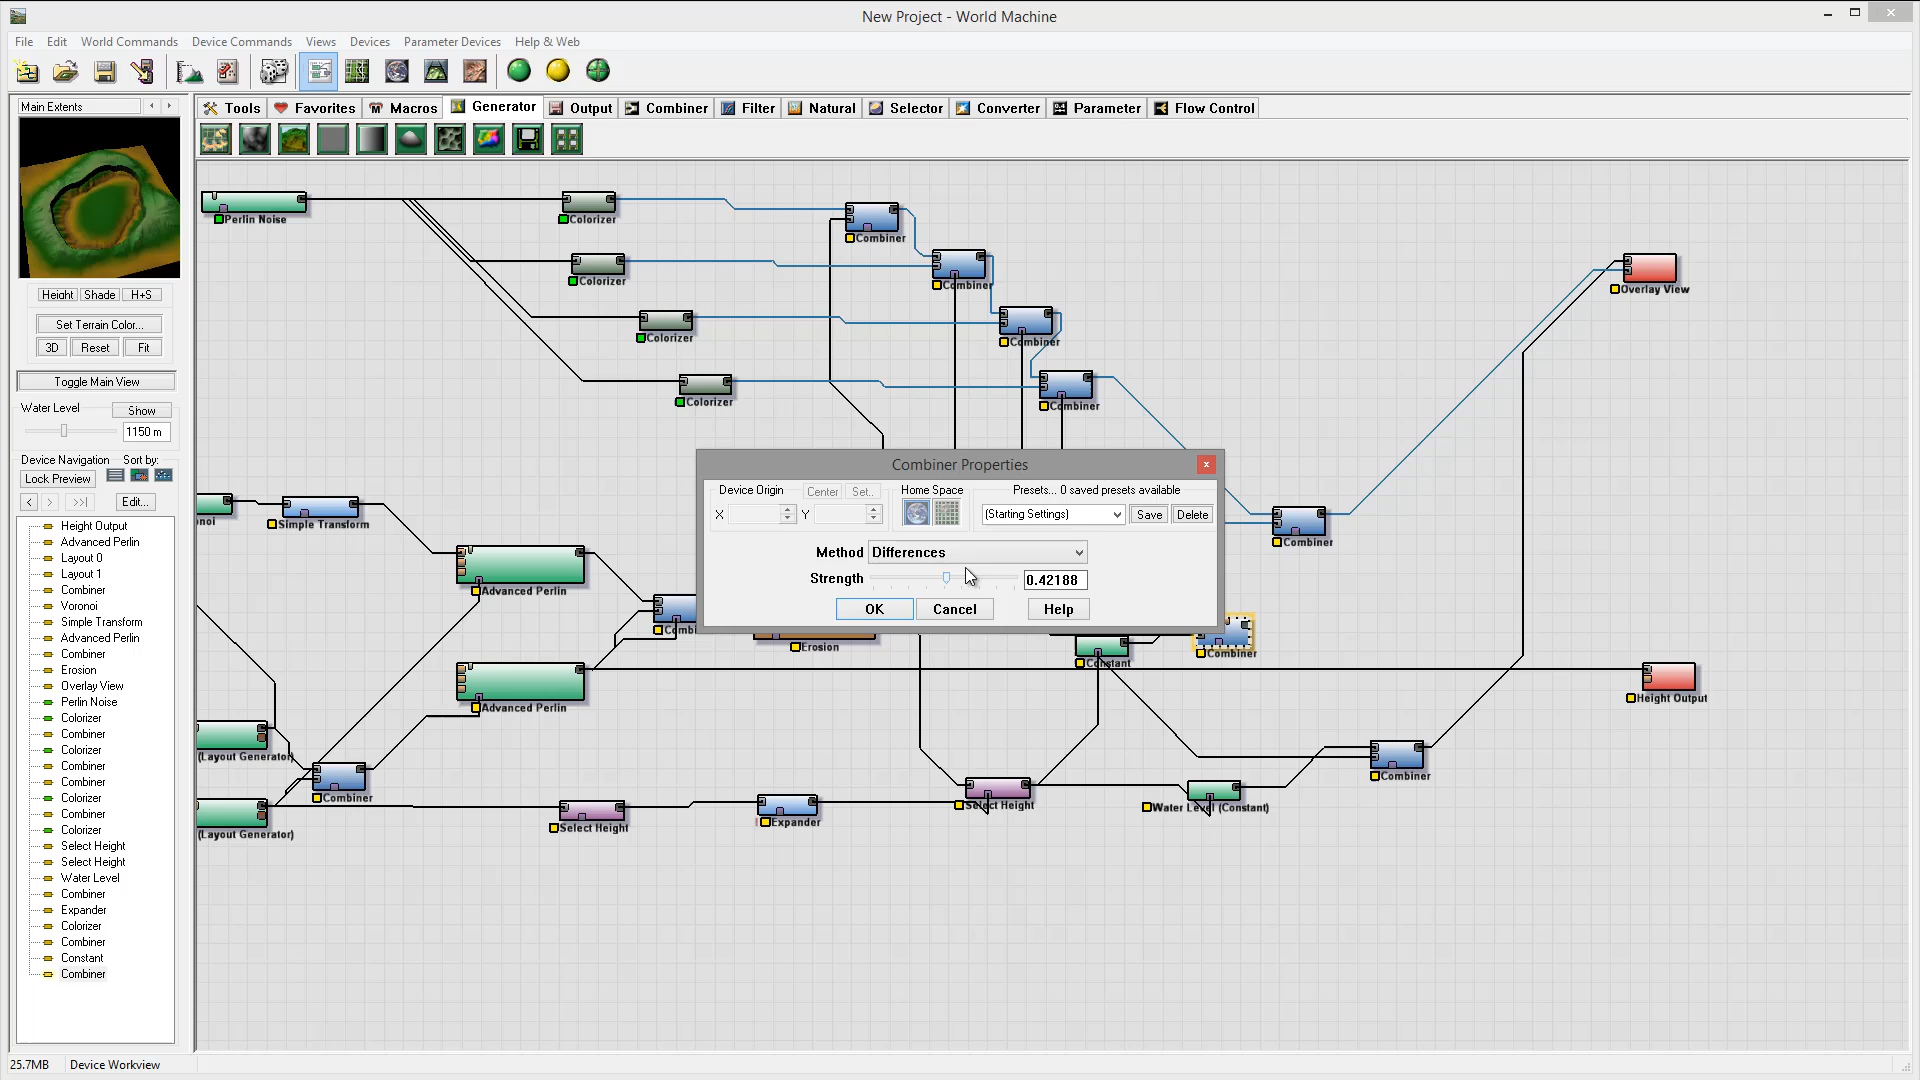 New Project - World Machine
File Edit World Commands Device Commands Views Devices Parameter Devices Help & Web
Main Extents
Tools Favorites Macros Generator Output Combiner Filter Natural Selector Converter Parameter Flow Control
Height Shade H+S
Set Terrain Color...
3D Reset Fit
Toggle Main View
Water Level Show
1150 m
Device Navigation Sort by:
Lock Preview
< > >>| Edit...
Height Output
Advanced Perlin
Layout 0
Layout 1
Combiner
Voronoi
Simple Transform
Advanced Perlin
Combiner
Erosion
Overlay View
Perlin Noise
Colorizer
Combiner
Colorizer
Combiner
Combiner
Colorizer
Combiner
Colorizer
Select Height
Select Height
Water Level
Combiner
Expander
Colorizer
Combiner
Constant
Combiner
Perlin Noise
Colorizer
Combiner
Colorizer
Combiner
Overlay View
Colorizer
Combiner
Colorizer
Combiner
Combiner Properties
Device Origin Center Set.. Home Space Presets... 0 saved presets available
X Y (Starting Settings) Save Delete
Method Differences
Strength 0.42188
OK Cancel Help
noi
Simple Transform
Combiner
Advanced Perlin
Combi
Erosion
Constant
Combiner
Advanced Perlin
Height Output
(Layout Generator)
Combiner
Combiner
Select Height
Water Level (Constant)
(Layout Generator)
Select Height
Expander
25.7MB Device Workview